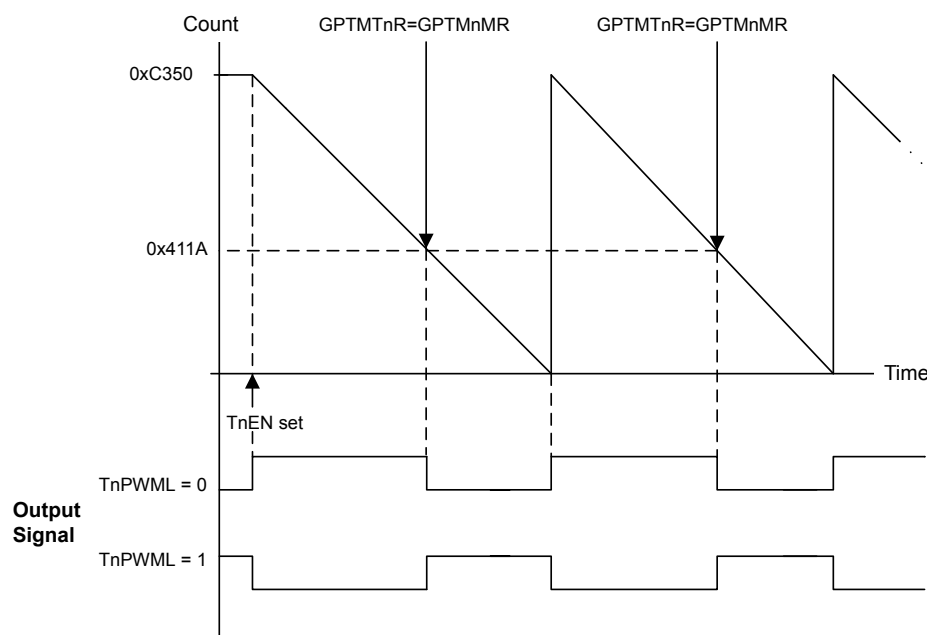 Count
GPTMTnR=GPTMnMR
GPTMTnR=GPTMnMR
0xC350
0x411A
Time
TnEN set
TnPWML = 0
Output
Signal
TnPWML = 1